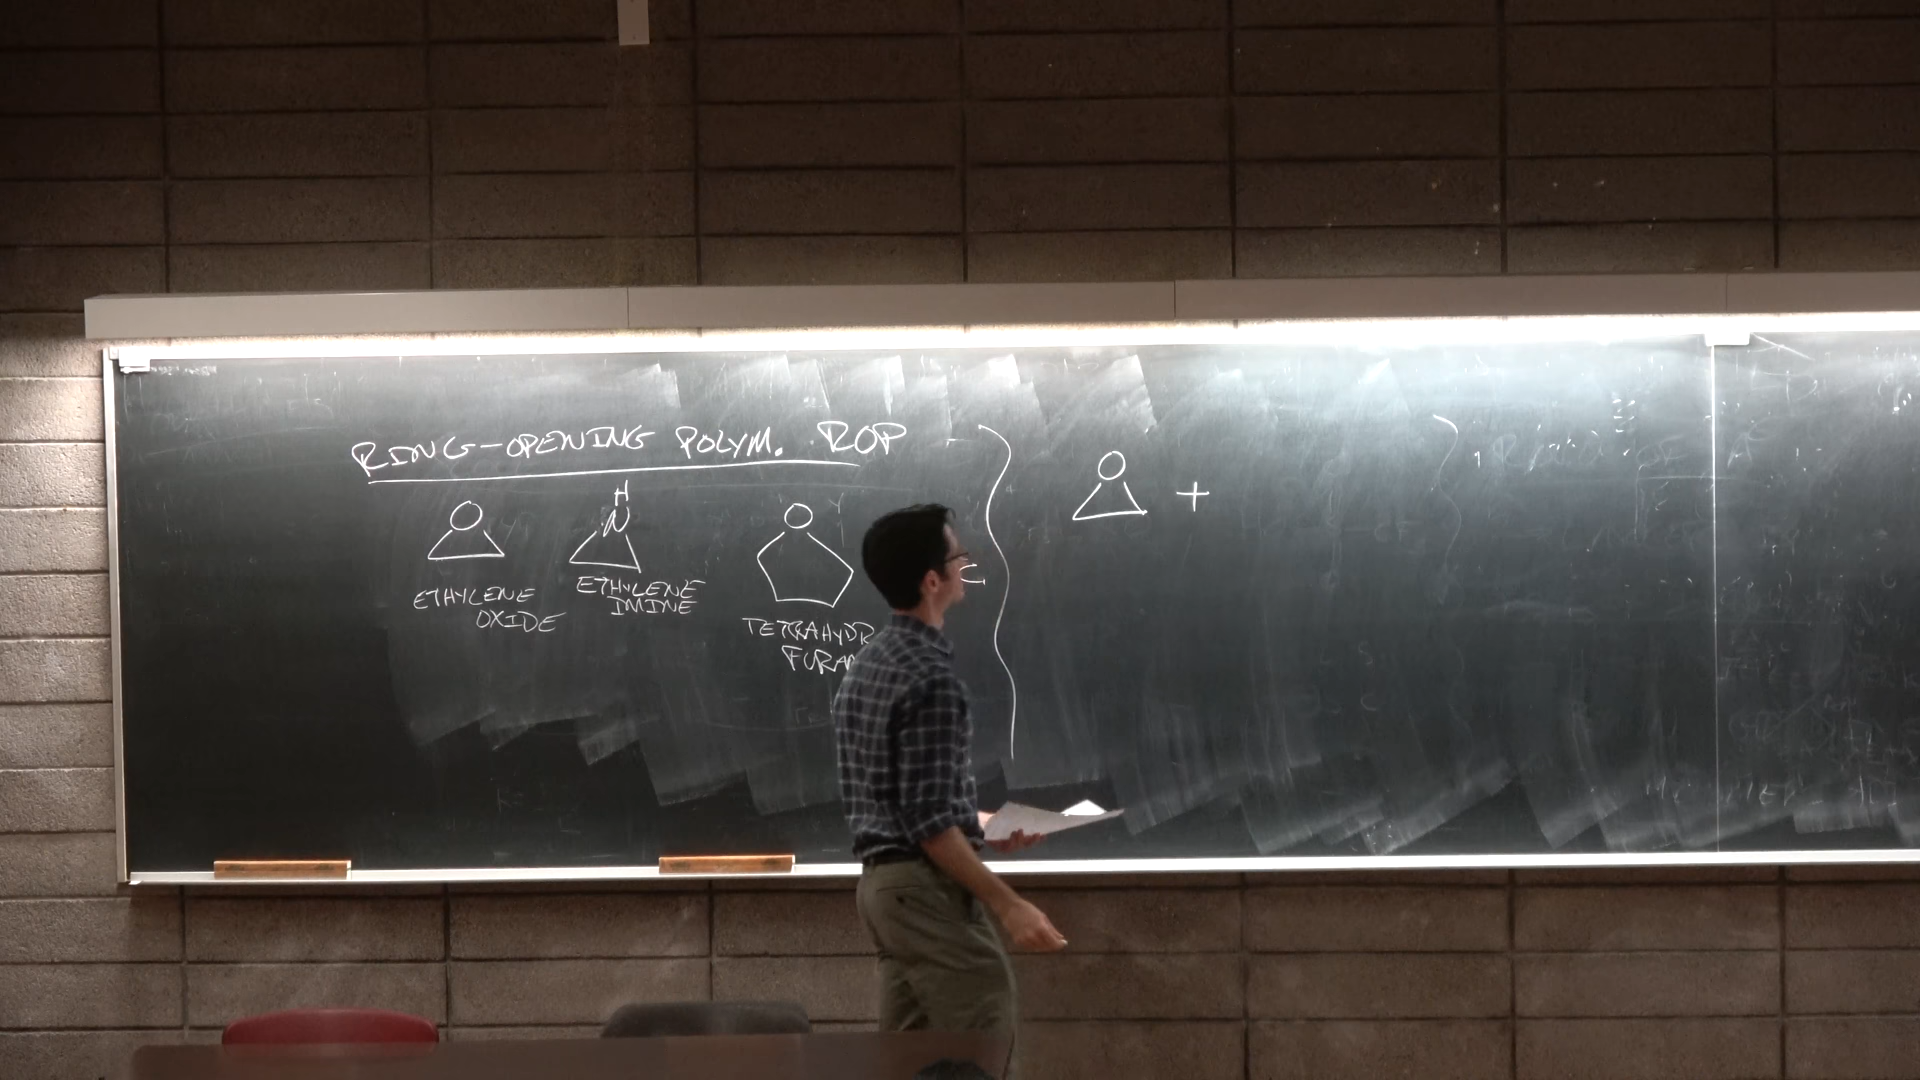 RING-OPENING POLYM. ROP
O
H
N
O
ETHYLENE
OXIDE
ETHYLENE
IMINE
TETRAHYDR
FURA
O
+